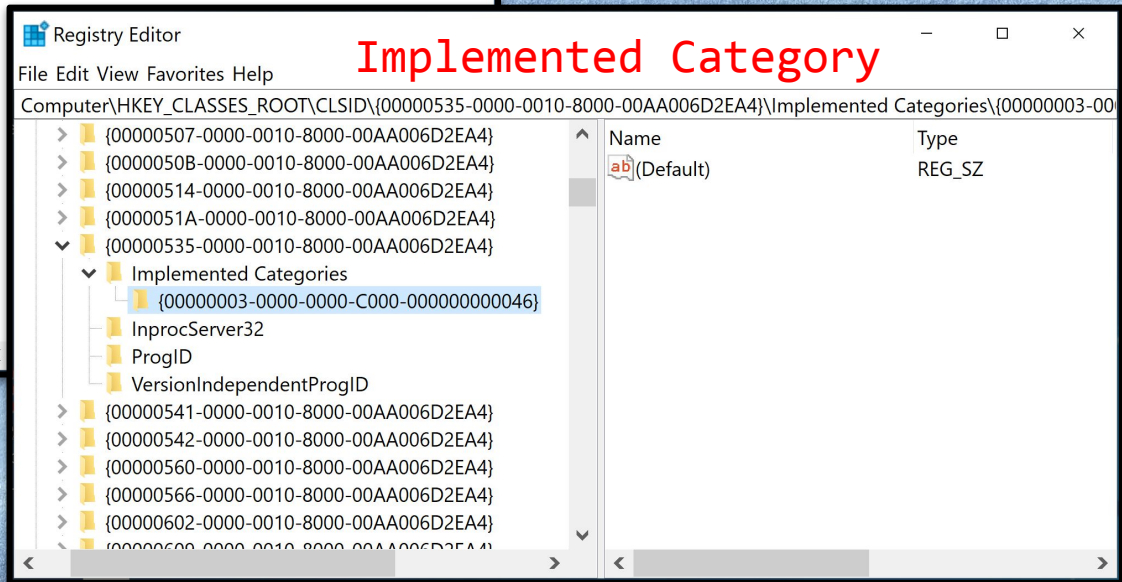 Registry Editor
Implemented Category
File Edit View Favorites Help
Computer\HKEY_CLASSES_ROOT\CLSID\{00000535-0000-0010-8000-00AA006D2EA4}\Implemented Categories\{00000003-00
{00000507-0000-0010-8000-00AA006D2EA4}
{0000050B-0000-0010-8000-00AA006D2EA4}
{00000514-0000-0010-8000-00AA006D2EA4}
{0000051A-0000-0010-8000-00AA006D2EA4}
{00000535-0000-0010-8000-00AA006D2EA4}
Implemented Categories
{00000003-0000-0000-C000-000000000046}
InprocServer32
ProgID
VersionIndependentProgID
{00000541-0000-0010-8000-00AA006D2EA4}
{00000542-0000-0010-8000-00AA006D2EA4}
{00000560-0000-0010-8000-00AA006D2EA4}
{00000566-0000-0010-8000-00AA006D2EA4}
{00000602-0000-0010-8000-00AA006D2EA4}
Name Type
ab (Default) REG_SZ